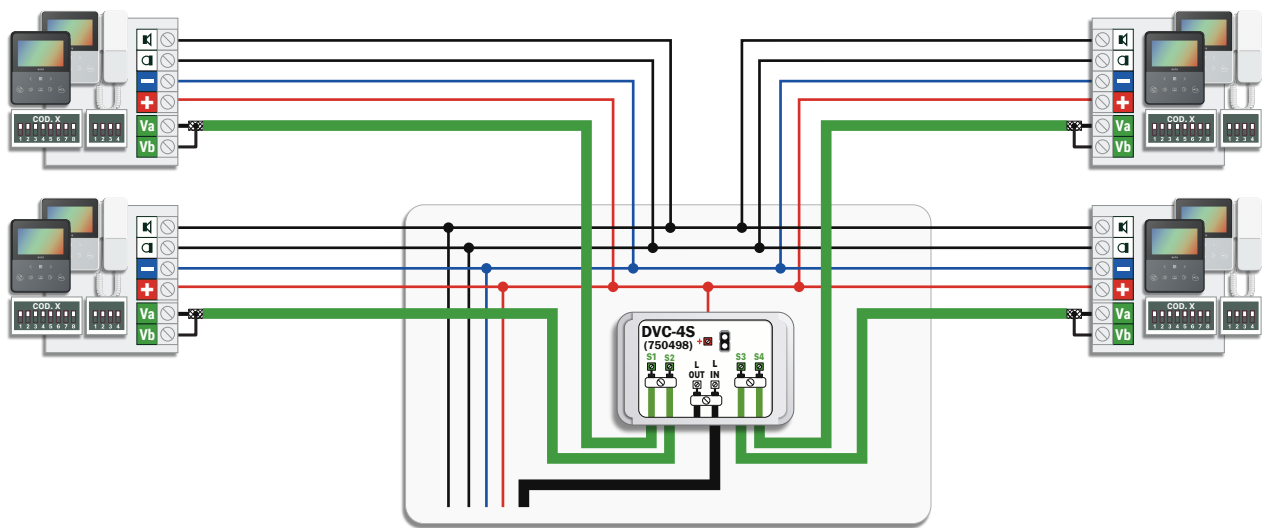 COD. X
1 2 3 4 5 6 7 8
1 2 3 4
Va
Vb
COD. X
1 2 3 4 5 6 7 8
1 2 3 4
Va
Vb
COD. X
1 2 3 4 5 6 7 8
1 2 3 4
Va
Vb
COD. X
1 2 3 4 5 6 7 8
1 2 3 4
Va
Vb
DVC-4S
(750498)
+
S1 S2
L OUT
L IN
S3 S4